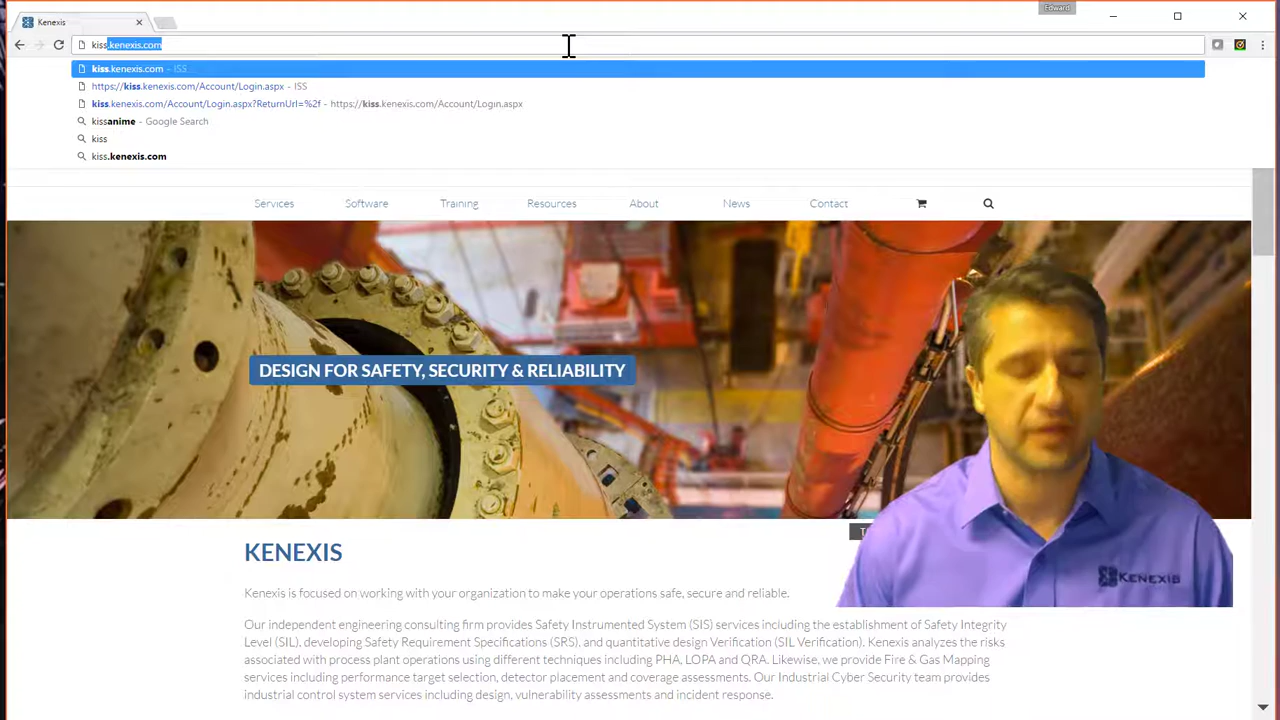 Edward
Kenexis
kiss.kenexis.com
kiss.kenexis.com - ISS
https://kiss.kenexis.com/Account/Login.aspx - ISS
kiss.kenexis.com/Account/Login.aspx?ReturnUrl=%2f - https://kiss.kenexis.com/Account/Login.aspx
kissanime - Google Search
kiss
kiss.kenexis.com
Services Software Training Resources About News Contact
DESIGN FOR SAFETY, SECURITY & RELIABILITY
KENEXIS
Kenexis is focused on working with your organization to make your operations safe, secure and reliable.
Our independent engineering consulting firm provides Safety Instrumented System (SIS) services including the establishment of Safety Integrity
Level (SIL), developing Safety Requirement Specifications (SRS), and quantitative design Verification (SIL Verification). Kenexis analyzes the risks
associated with process plant operations using different techniques including PHA, LOPA and QRA. Likewise, we provide Fire & Gas Mapping
services including performance target selection, detector placement and coverage assessments. Our Industrial Cyber Security team provides
industrial control system services including design, vulnerability assessments and incident response.
KENEXIS